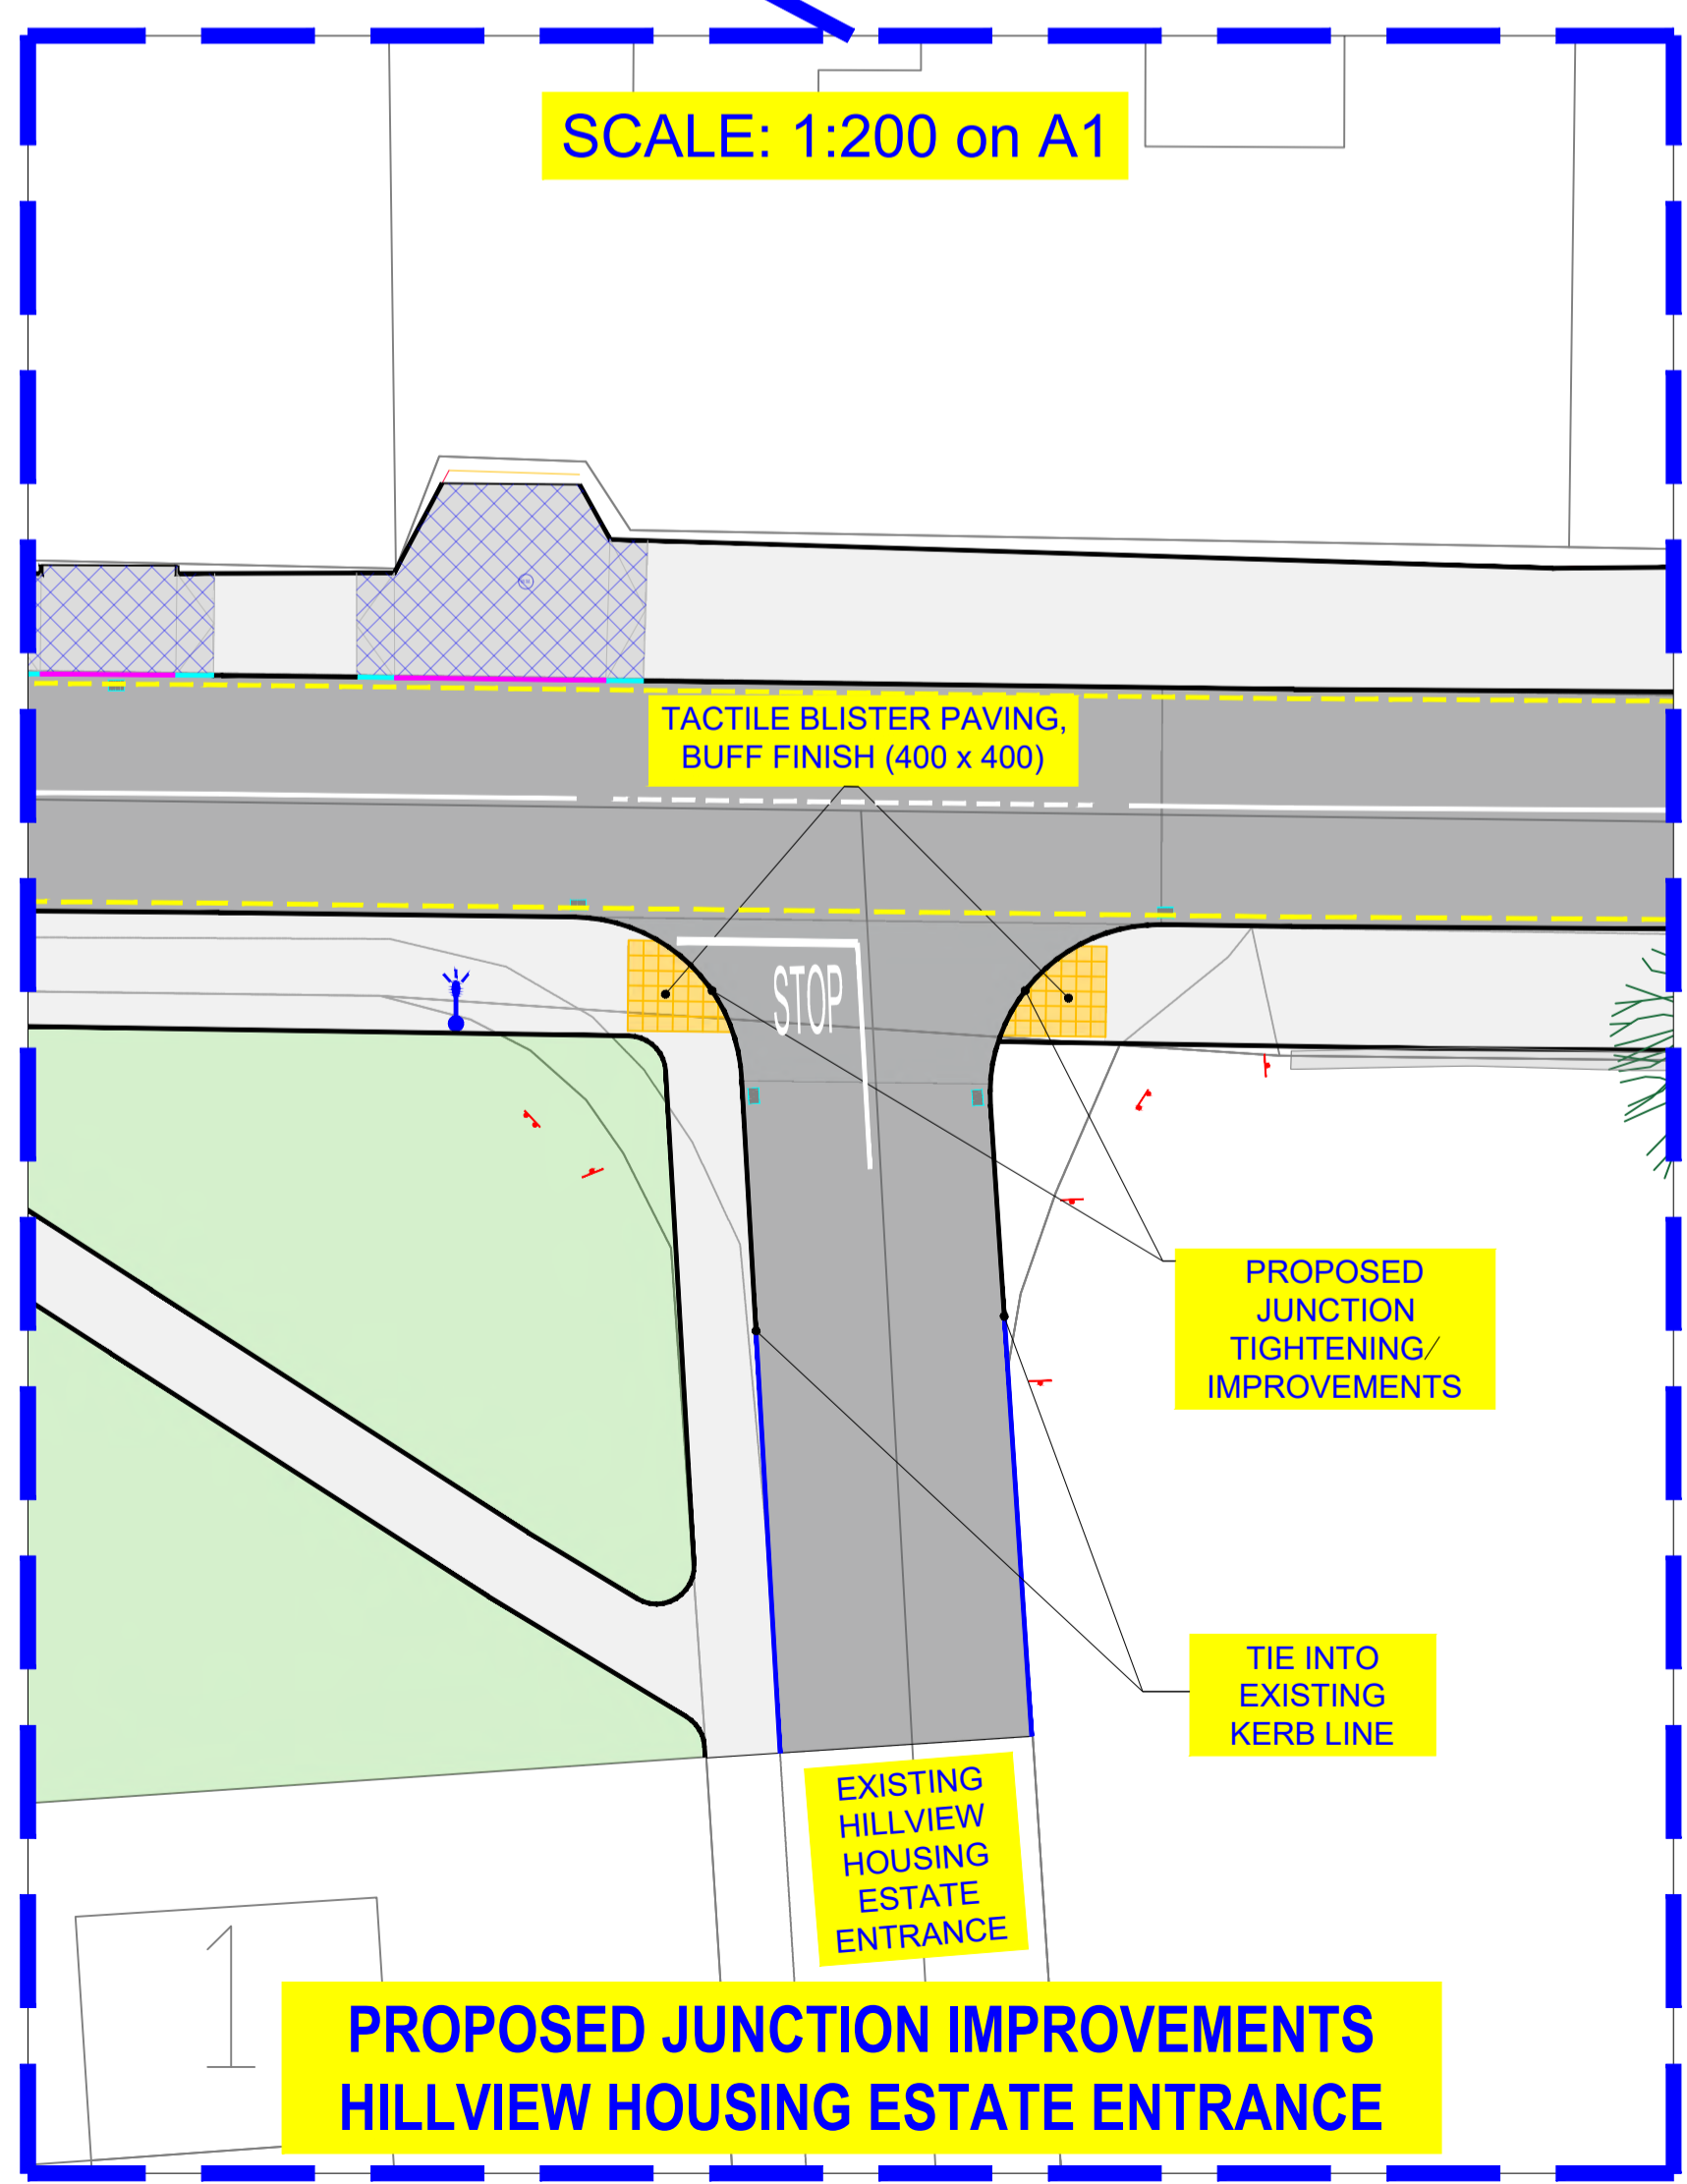 SCALE: 1:200 on A1
TACTILE BLISTER PAVING,
BUFF FINISH (400 x 400)
STOP
PROPOSED
JUNCTION
TIGHTENING/
IMPROVEMENTS
TIE INTO
EXISTING
KERB LINE
EXISTING
HILLVIEW
HOUSING
ESTATE
ENTRANCE
1
PROPOSED JUNCTION IMPROVEMENTS
HILLVIEW HOUSING ESTATE ENTRANCE